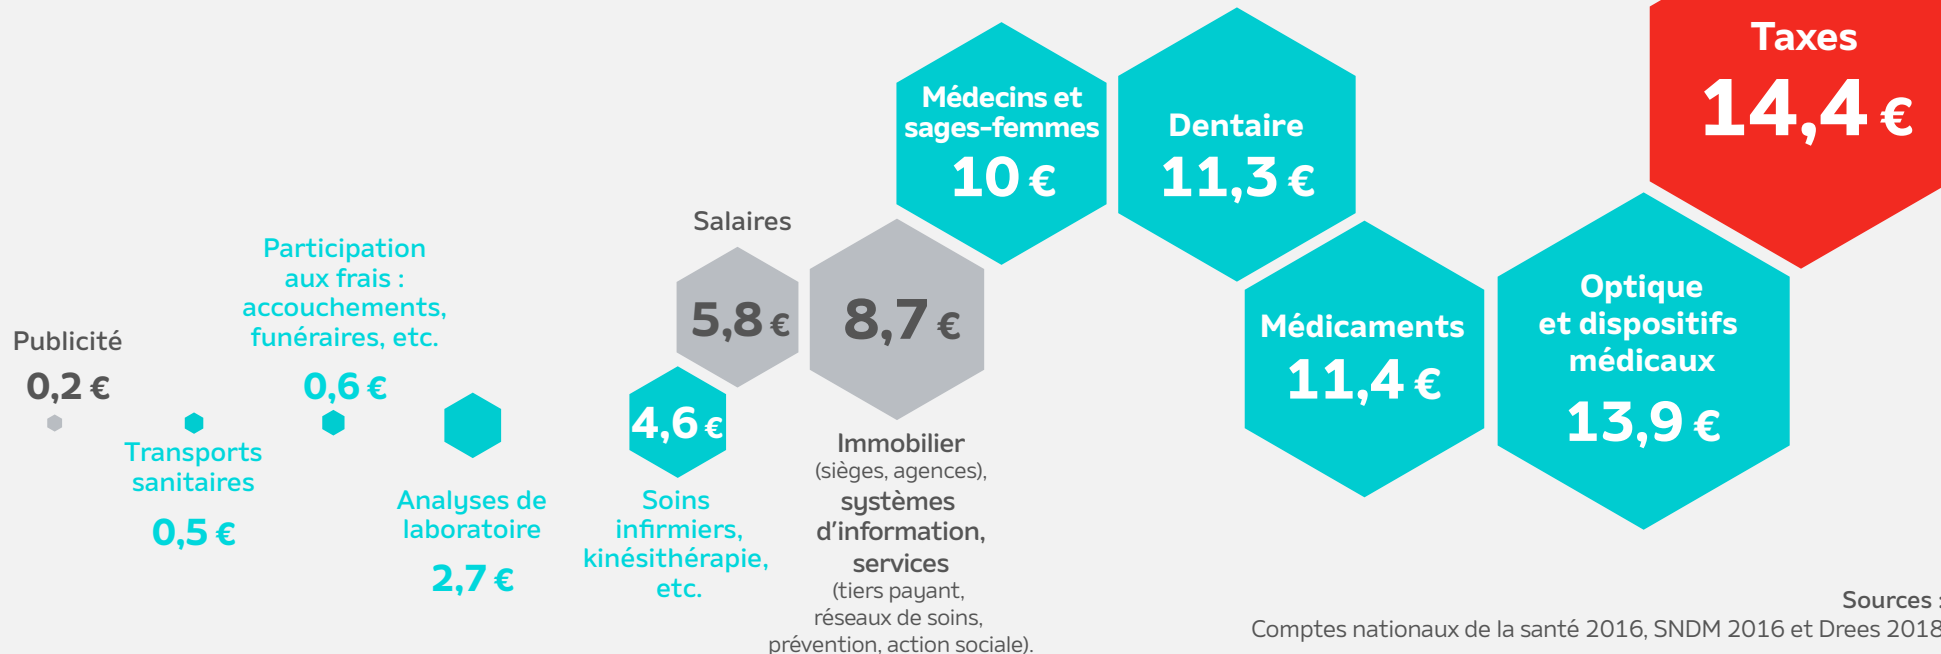 Publicité
0,2 €
Transports
sanitaires
0,5 €
Participation
aux frais :
accouchements,
funéraires, etc.
0,6 €
Analyses de
laboratoire
2,7 €
4,6 €
Soins
infirmiers,
kinésithérapie,
etc.
Salaires
5,8 €
8,7 €
Immobilier
(sièges, agences),
systèmes
d'information,
services
(tiers payant,
réseaux de soins,
prévention, action sociale).
Médecins et
sages-femmes
10 €
Dentaire
11,3 €
Médicaments
11,4 €
Optique
et dispositifs
médicaux
13,9 €
Taxes
14,4 €
Sources :
Comptes nationaux de la santé 2016, SNDM 2016 et Drees 2018